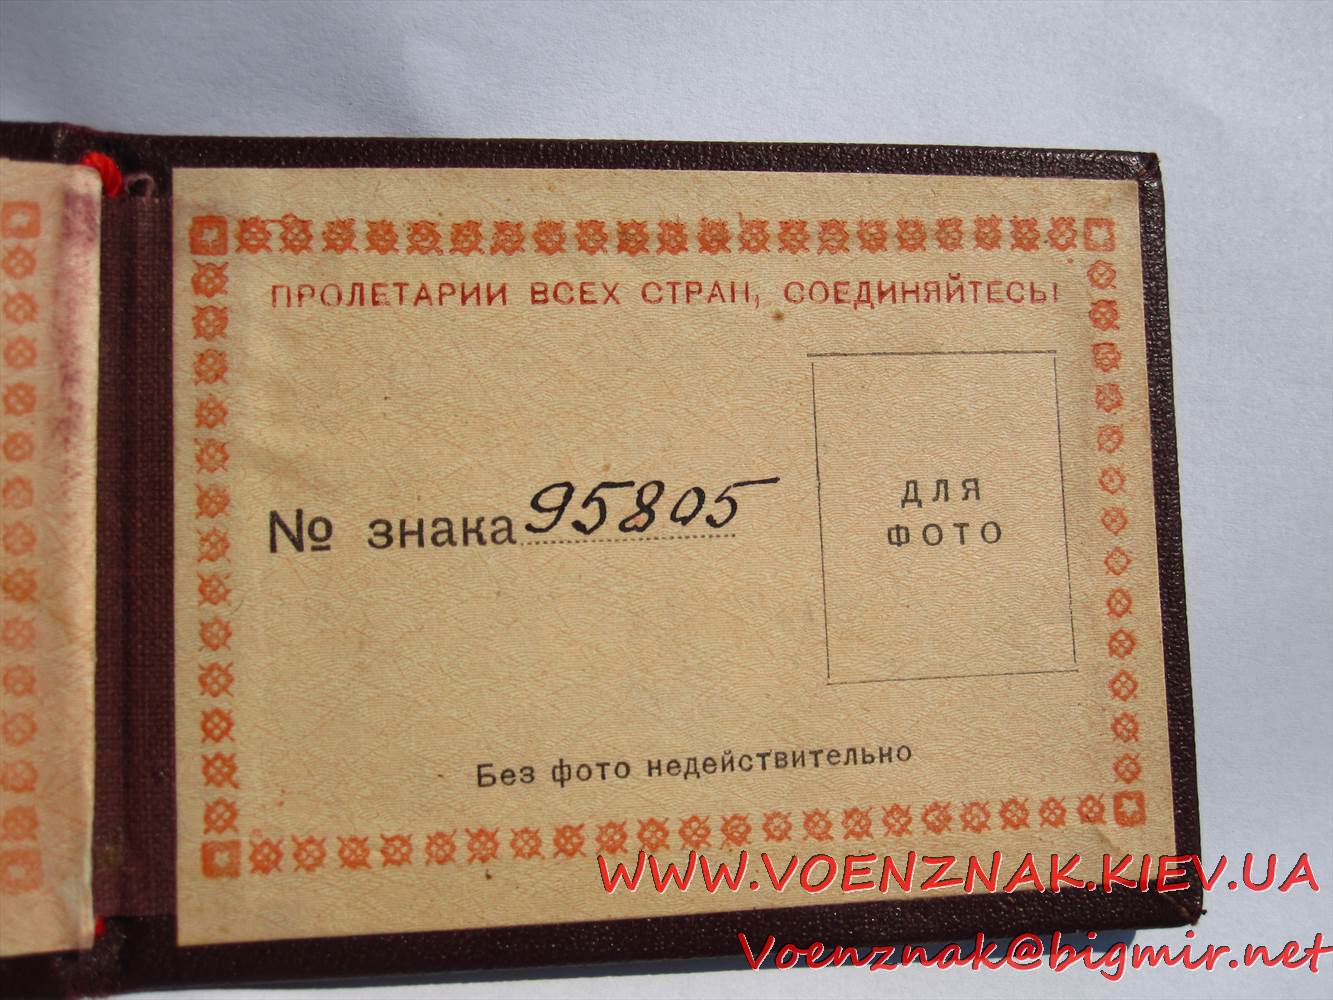 ПРОЛЕТАРИИ ВСЕХ СТРАН, СОЕДИНЯЙТЕСЬ!
№ знака 95805
ДЛЯ
ФОТО
Без фото недействительно
WWW.VOENZNAK.KIEV.UA
Voenznak@bigmir.net